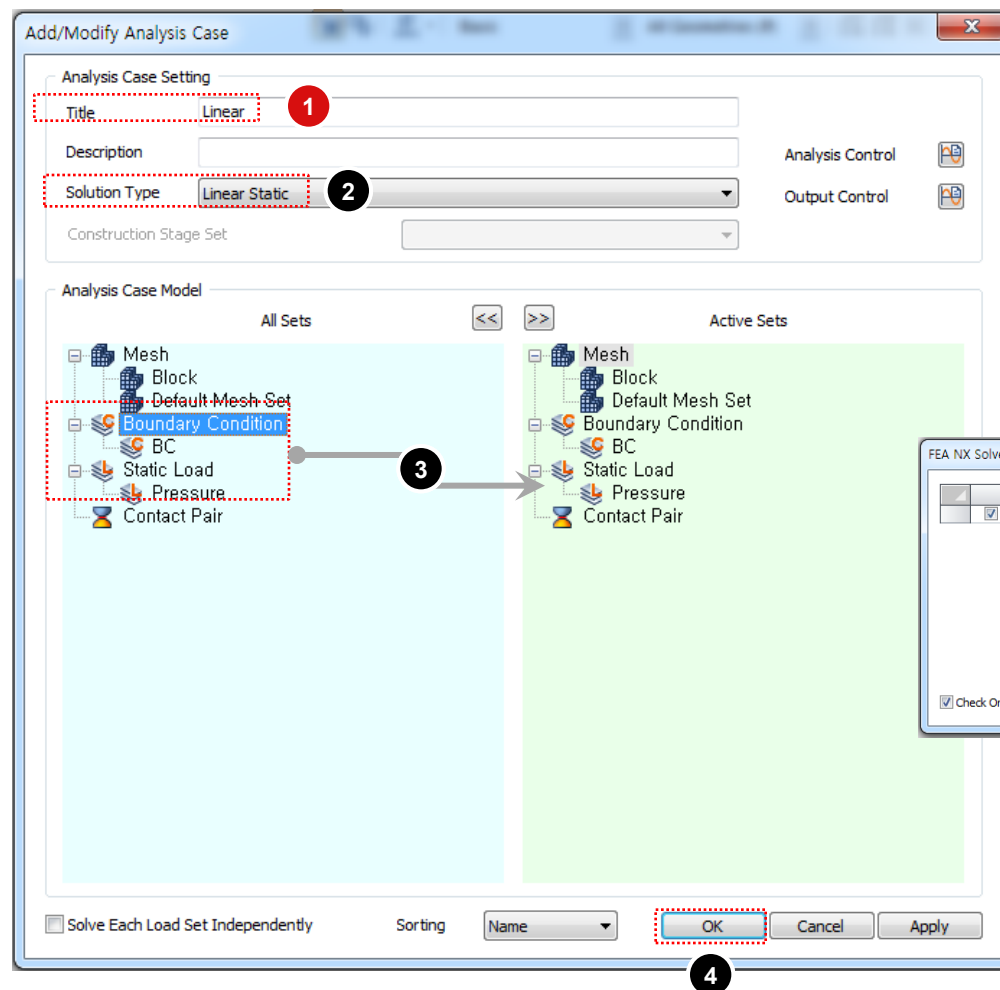 Add/Modify Analysis Case
Analysis Case Setting
Title Linear 1
Description
Analysis Control
Solution Type Linear Static 2
Output Control
Construction Stage Set
Analysis Case Model
All Sets << >> Active Sets
Mesh Mesh
Block Block
Default Mesh Set Default Mesh Set
Boundary Condition Boundary Condition
BC BC
FEA NX
Static Load 3 Static Load
Pressure Pressure
Contact Pair Contact Pair
Check
Solve Each Load Set Independently Sorting Name OK Cancel Apply
4